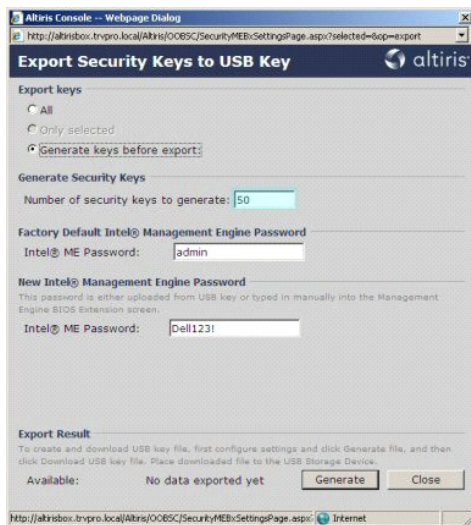 Altiris Console -- Webpage Dialog
http://altirisbox.trvpro.local/Altiris/OOBSC/SecurityMEBxSettingsPage.aspx?selected=&op=export
Export Security Keys to USB Key
altiris
Export keys
All
Only selected
Generate keys before export:
Generate Security Keys
Number of security keys to generate: 50
Factory Default Intel® Management Engine Password
Intel® ME Password: admin
New Intel® Management Engine Password
This password is either uploaded from USB key or typed in manually into the Management
Engine BIOS Extension screen.
Intel® ME Password: Dell123!
Export Result
To create and download USB key file, first configure settings and click Generate file, and then
click Download USB key file. Place downloaded file to the USB Storage Device.
Available: No data exported yet Generate Close
http://altirisbox.trvpro.local/Altiris/OOBSC/SecurityMEBxSettingsPage.aspx? Internet